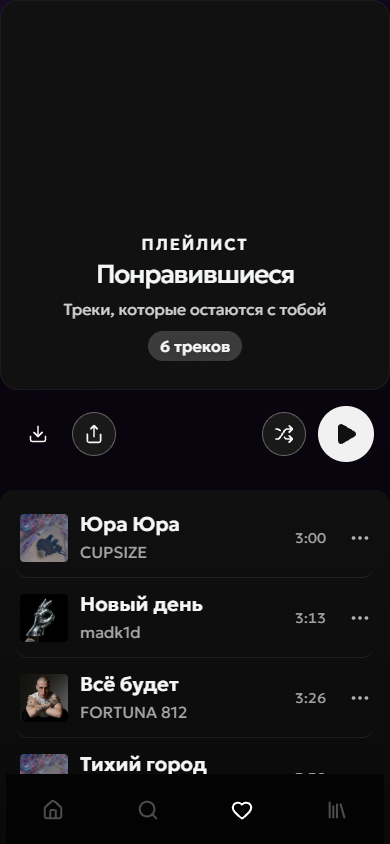 ПЛЕЙЛИСТ
Понравившиеся
Треки, которые остаются с тобой
6 треков
Юра Юра
CUPSIZE
3:00
Новый день
madk1d
3:13
Всё будет
FORTUNA 812
3:26
Тихий город